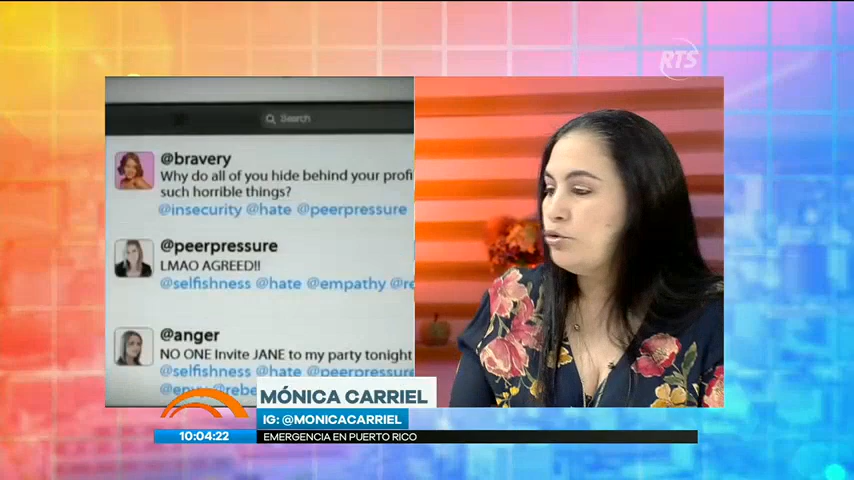 RTS
Search
@bravery
Why do all of you hide behind your profi
such horrible things?
@insecurity @hate @peerpressure
@peerpressure
LMAO AGREED!!
@selfishness @hate @empathy @re
@anger
NO ONE Invite JANE to my party tonight
@selfishness @hate @peerpressure
@envy @rebe
MÓNICA CARRIEL
IG: @MONICACARRIEL
10:04:22
EMERGENCIA EN PUERTO RICO